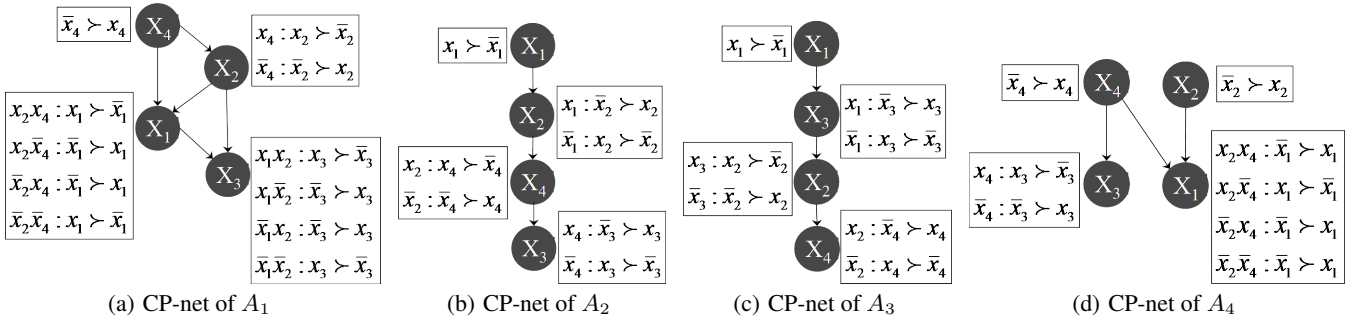 x̄₄ ≻ x₄
X₄
x₄ : x₂ ≻ x̄₂
x̄₄ : x̄₂ ≻ x₂
X₂
x₂x₄ : x₁ ≻ x̄₁
x₂x̄₄ : x̄₁ ≻ x₁
x̄₂x₄ : x̄₁ ≻ x₁
x̄₂x̄₄ : x₁ ≻ x̄₁
X₁
X₃
x₁x₂ : x₃ ≻ x̄₃
x₁x̄₂ : x̄₃ ≻ x₃
x̄₁x₂ : x̄₃ ≻ x₃
x̄₁x̄₂ : x₃ ≻ x̄₃
(a) CP-net of A₁
x₁ ≻ x̄₁
X₁
X₂
x₁ : x̄₂ ≻ x₂
x̄₁ : x₂ ≻ x̄₂
x₂ : x₄ ≻ x̄₄
x̄₂ : x̄₄ ≻ x₄
X₄
X₃
x₄ : x̄₃ ≻ x₃
x̄₄ : x₃ ≻ x̄₃
(b) CP-net of A₂
x₁ ≻ x̄₁
X₁
X₃
x₁ : x̄₃ ≻ x₃
x̄₁ : x₃ ≻ x̄₃
x₃ : x₂ ≻ x̄₂
x̄₃ : x̄₂ ≻ x₂
X₂
X₄
x₂ : x̄₄ ≻ x₄
x̄₂ : x₄ ≻ x̄₄
(c) CP-net of A₃
x̄₄ ≻ x₄
X₄
X₂
x̄₂ ≻ x₂
x₄ : x₃ ≻ x̄₃
x̄₄ : x̄₃ ≻ x₃
X₃
X₁
x₂x₄ : x̄₁ ≻ x₁
x₂x̄₄ : x₁ ≻ x̄₁
x̄₂x₄ : x̄₁ ≻ x₁
x̄₂x̄₄ : x̄₁ ≻ x₁
(d) CP-net of A₄